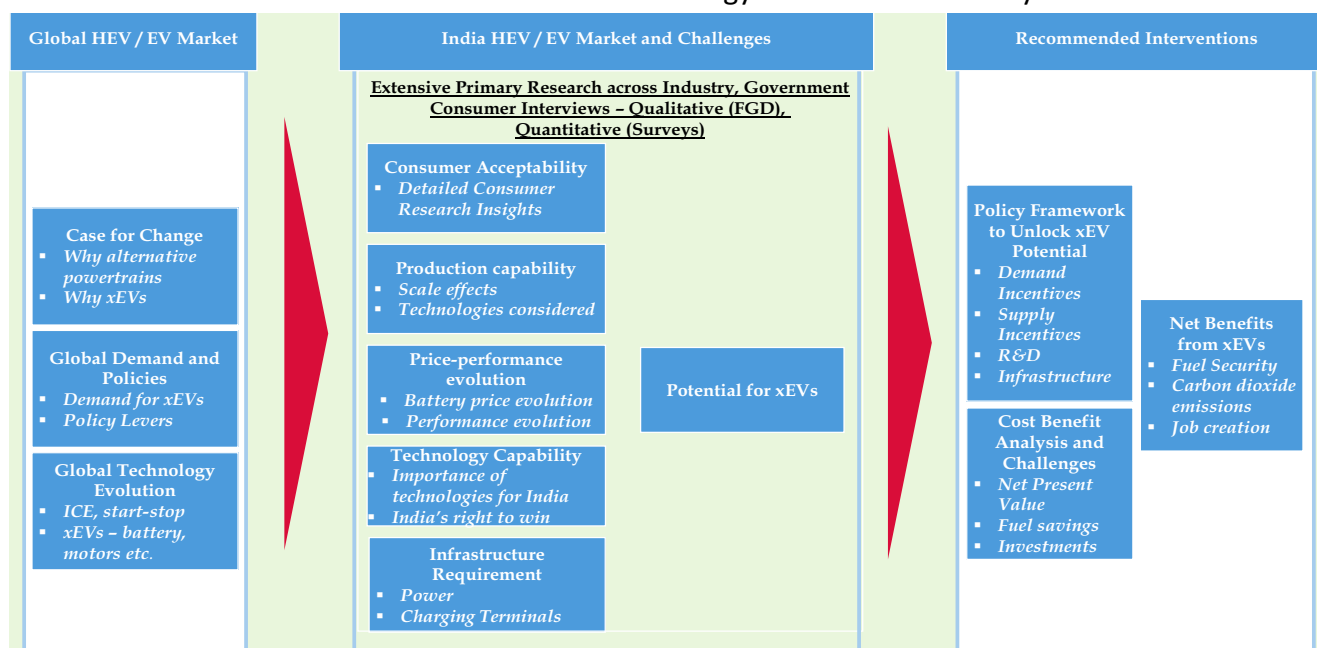 Global HEV / EV Market
India HEV / EV Market and Challenges
Recommended Interventions
Extensive Primary Research across Industry, Government
Consumer Interviews – Qualitative (FGD),
Quantitative (Surveys)
Case for Change
▪ Why alternative
powertrains
▪ Why xEVs
Global Demand and
Policies
▪ Demand for xEVs
▪ Policy Levers
Global Technology
Evolution
▪ ICE, start-stop
▪ xEVs – battery,
motors etc.
Consumer Acceptability
▪ Detailed Consumer
Research Insights
Production capability
▪ Scale effects
▪ Technologies considered
Price-performance
evolution
▪ Battery price evolution
▪ Performance evolution
Technology Capability
▪ Importance of
technologies for India
▪ India's right to win
Infrastructure
Requirement
▪ Power
▪ Charging Terminals
Potential for xEVs
Policy Framework
to Unlock xEV
Potential
▪ Demand
Incentives
▪ Supply
Incentives
▪ R&D
▪ Infrastructure
Cost Benefit
Analysis and
Challenges
▪ Net Present
Value
▪ Fuel savings
▪ Investments
Net Benefits
from xEVs
▪ Fuel Security
▪ Carbon dioxide
emissions
▪ Job creation